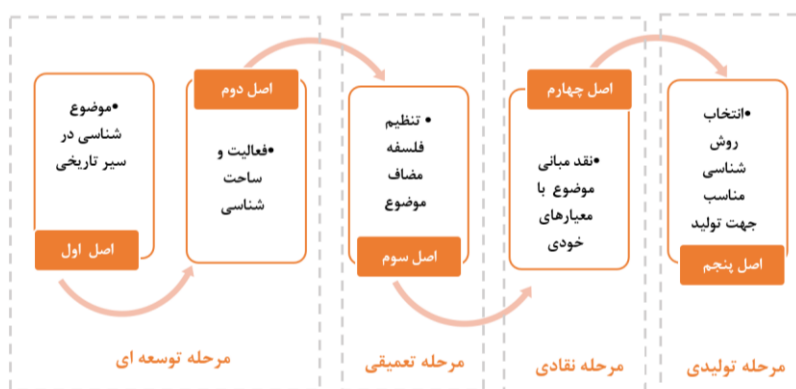 •موضوع
شناسی در
سیر تاریخی
اصل اول
اصل دوم
•فعالیت و
ساحت
شناسی
مرحله توسعه ای
• تنظیم
فلسفه
مضاف
موضوع
اصل سوم
مرحله تعمیقی
اصل چهارم
•نقد مبانی
موضوع با
معیارهای
خودی
مرحله نقادی
•انتخاب
روش
شناسی
مناسب
جهت تولید
اصل پنجم
مرحله تولیدی